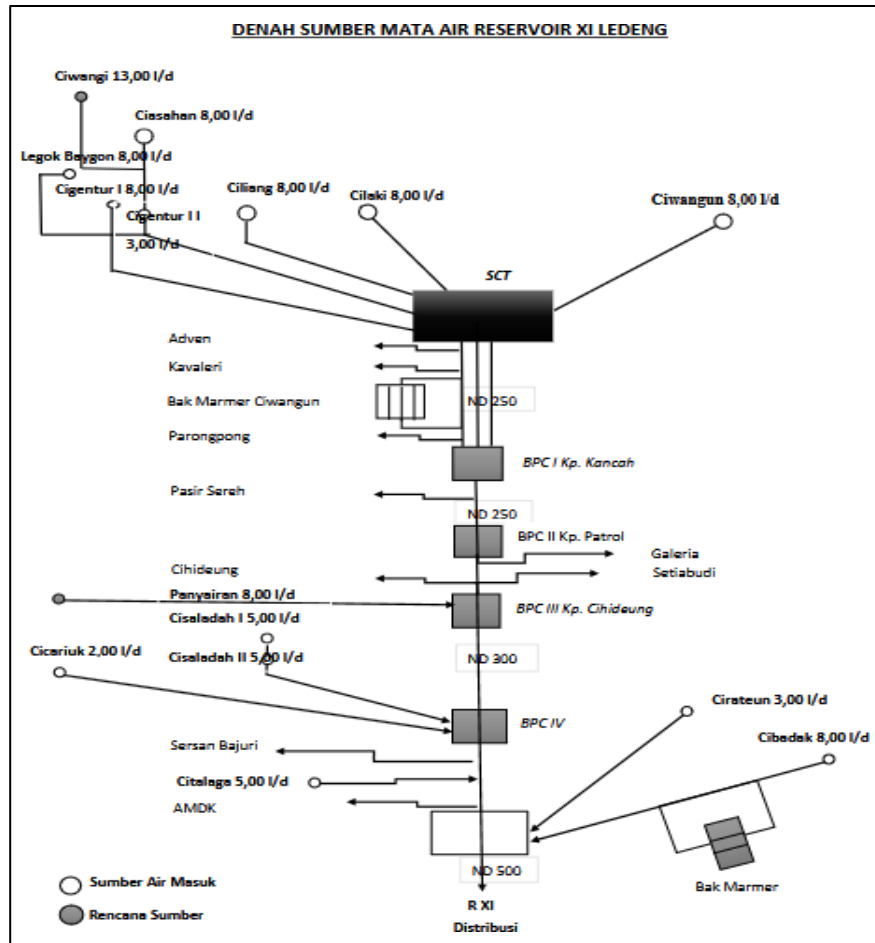 DENAH SUMBER MATA AIR RESERVOIR XI LEDENG
Ciwangi 13,00 l/d
Ciasahan 8,00 l/d
Legok Baygon 8,00 l/d
Cigentur I 8,00 l/d
Ciliang 8,00 l/d
Cilaki 8,00 l/d
Ciwangun 8,00 l/d
Cigentur I I
3,00 l/d
SCT
Adven
Kavaleri
Bak Marmer Ciwangun
ND 250
Parongpong
BPC I Kp. Kancah
Pasir Sereh
ND 250
BPC II Kp. Patrol
Galeria
Cihideung
Setiabudi
Panyairan 8,00 l/d
BPC III Kp. Cihideung
Cisaladah I 5,00 l/d
Cicariuk 2,00 l/d
Cisaladah II 5,00 l/d
ND 300
Cirateun 3,00 l/d
BPC IV
Cibadak 8,00 l/d
Sersan Bajuri
Citalaga 5,00 l/d
AMDK
ND 500
Bak Marmer
Sumber Air Masuk
R XI
Rencana Sumber
Distribusi